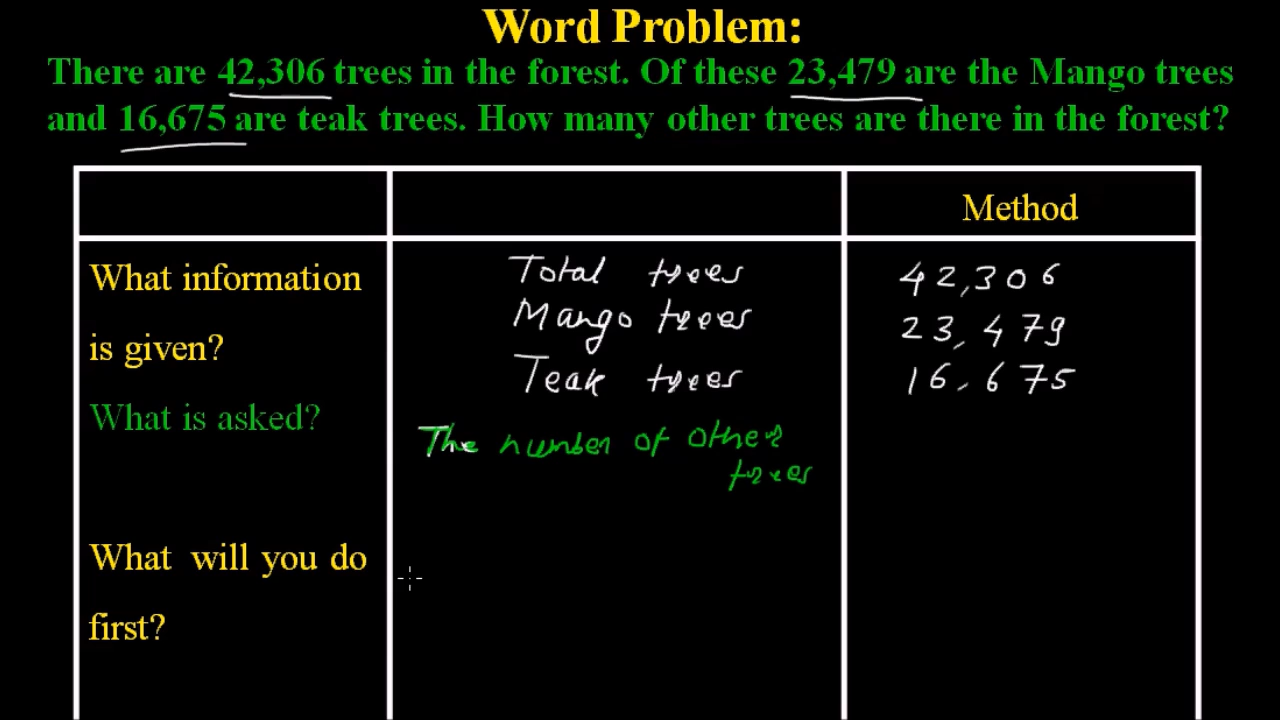 Word Problem:
There are 42,306 trees in the forest. Of these 23,479 are the Mango trees
and 16,675 are teak trees. How many other trees are there in the forest?
Method
What information
is given?
Total trees 42,306
Mango trees 23,479
Teak trees 16,675
What is asked?
The number of other
trees
What will you do
first?